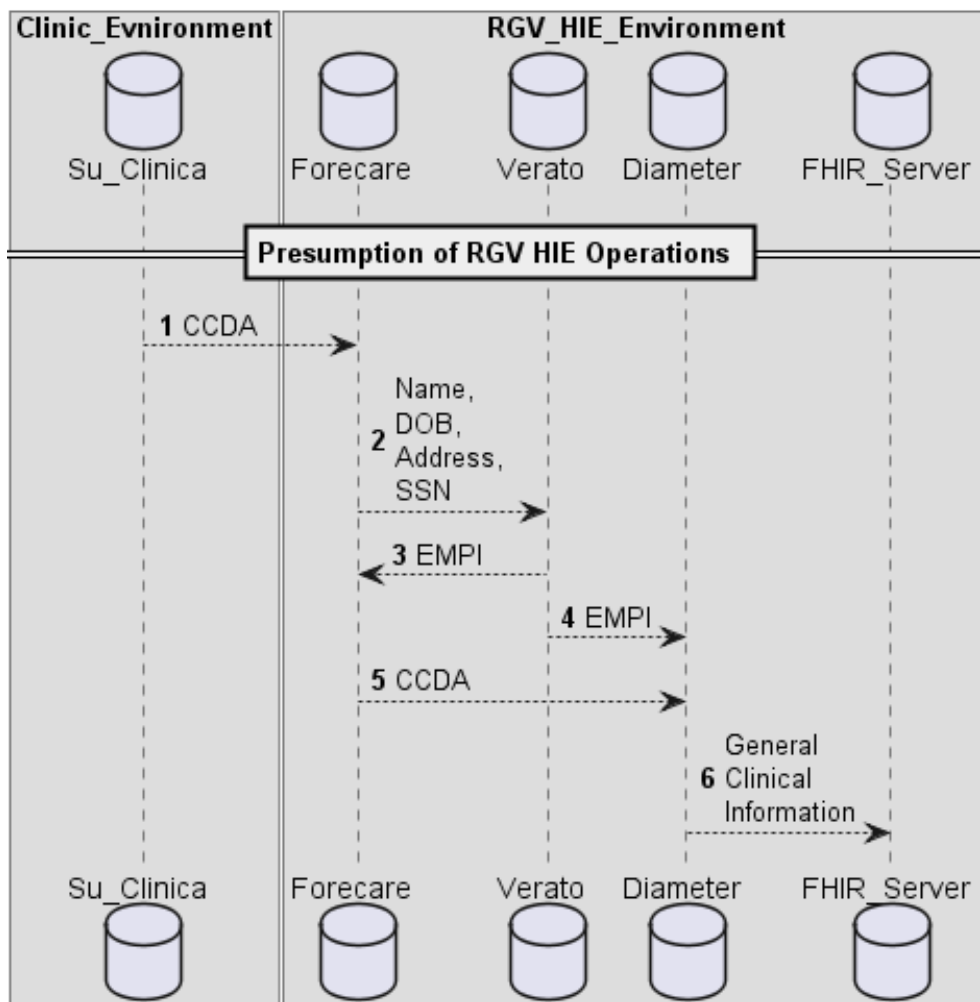 Clinic_Evnironment
RGV_HIE_Environment
Su_Clinica
Forecare
Verato
Diameter
FHIR_Server
Presumption of RGV HIE Operations
1 CCDA
Name,
DOB,
2 Address,
SSN
3 EMPI
4 EMPI
5 CCDA
General
6 Clinical
Information
Su_Clinica
Forecare
Verato
Diameter
FHIR_Server